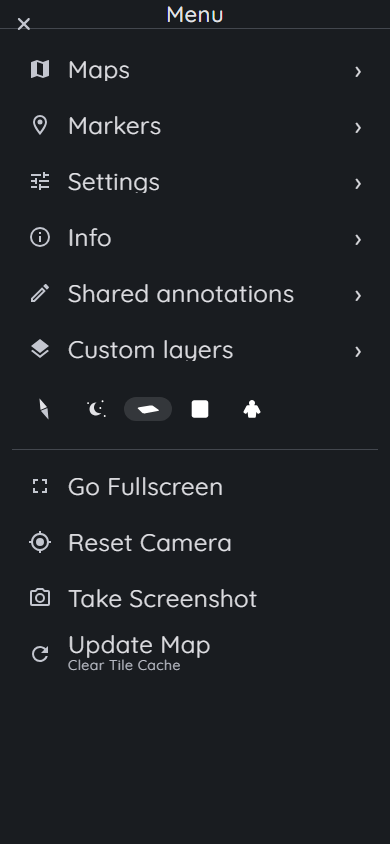 Menu
Maps
Markers
Settings
Info
Shared annotations
Custom layers
Go Fullscreen
Reset Camera
Take Screenshot
Update Map
Clear Tile Cache